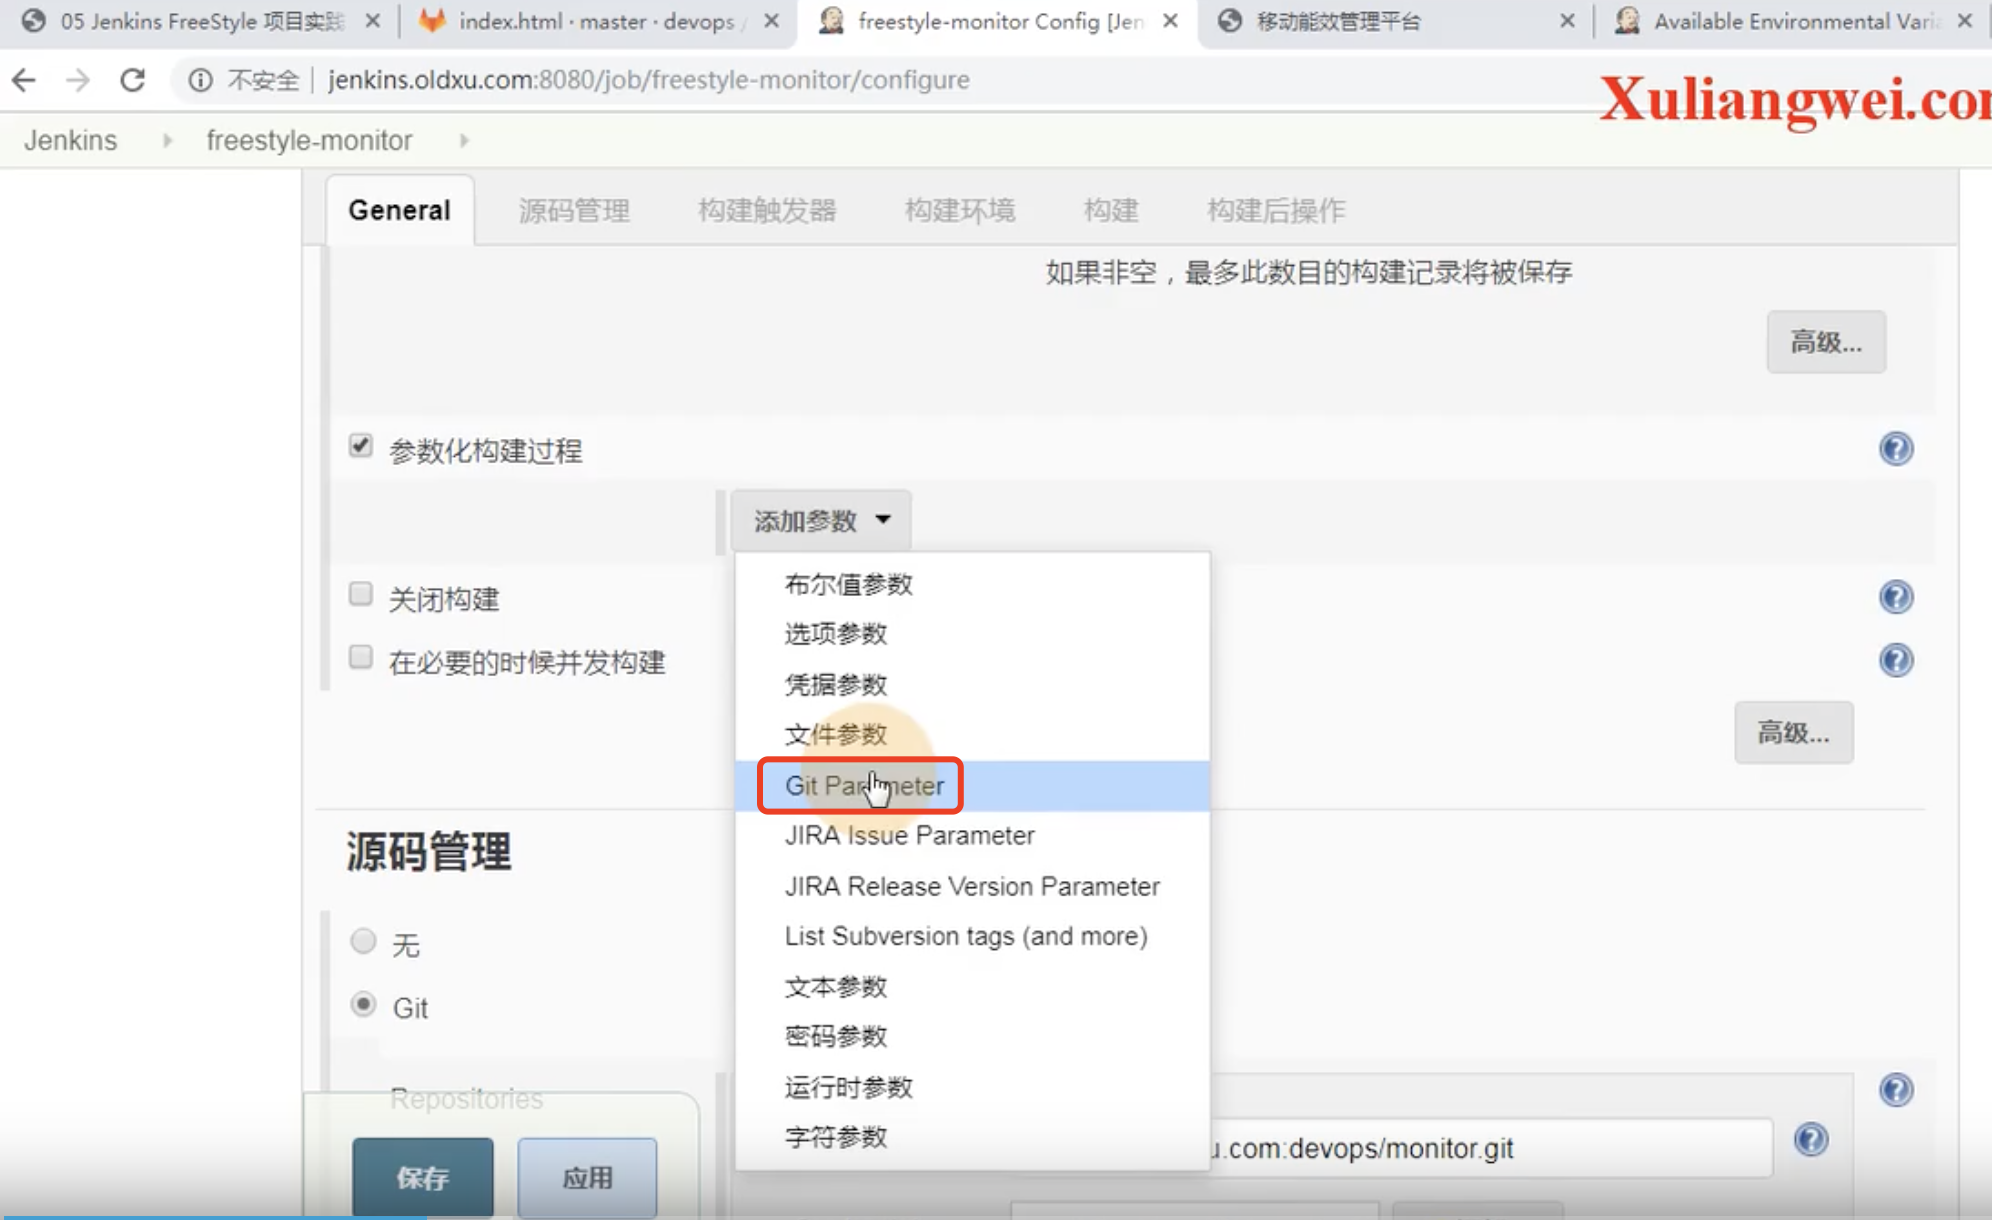 05 Jenkins FreeStyle 项目实践
index.html · master · devops /
freestyle-monitor Config [Jen
移动能效管理平台
Available Environmental Varia
不安全 | jenkins.oldxu.com:8080/job/freestyle-monitor/configure
Xuliangwei.com
Jenkins
freestyle-monitor
General
源码管理
构建触发器
构建环境
构建
构建后操作
如果非空，最多此数目的构建记录将被保存
高级...
参数化构建过程
添加参数
布尔值参数
关闭构建
选项参数
在必要的时候并发构建
凭据参数
文件参数
高级...
Git Parameter
JIRA Issue Parameter
源码管理
JIRA Release Version Parameter
List Subversion tags (and more)
无
文本参数
Git
密码参数
运行时参数
Repositories
字符参数
u.com:devops/monitor.git
保存
应用